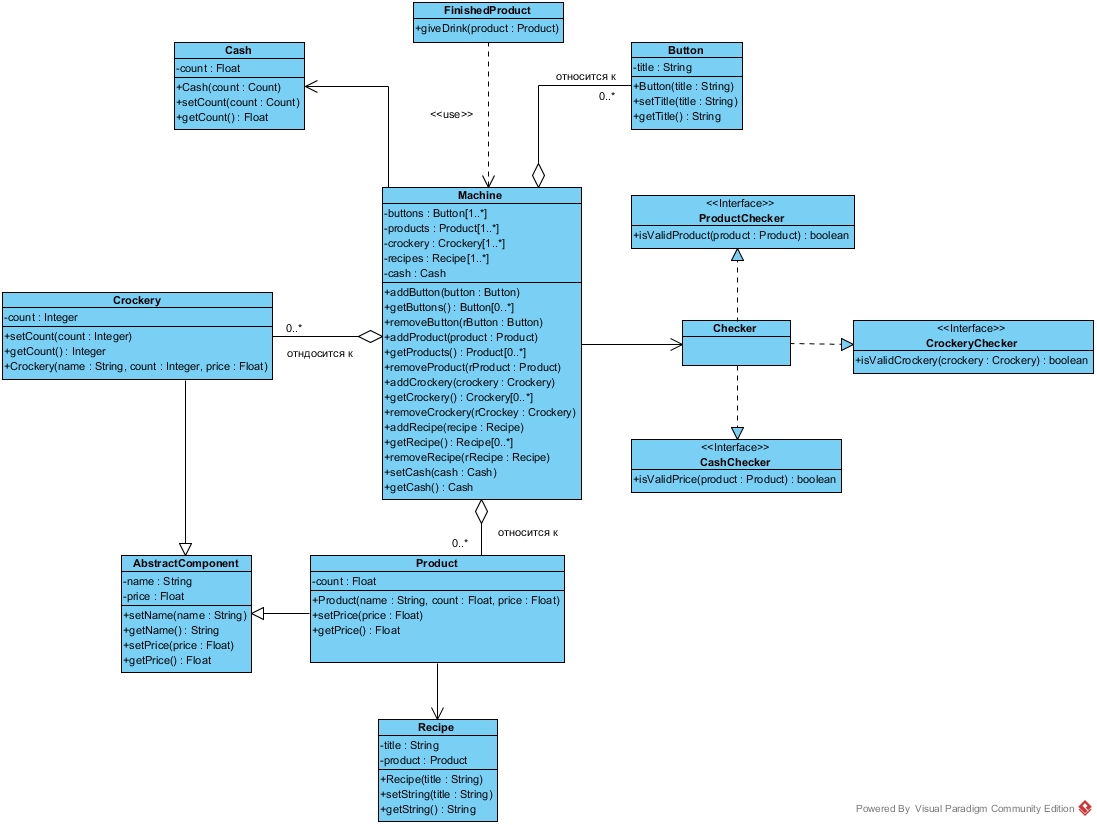 FinishedProduct
+giveDrink(product : Product)
Cash
-count : Float
+Cash(count : Count)
+setCount(count : Count)
+getCount() : Float
Button
-title : String
+Button(title : String)
+setTitle(title : String)
+getTitle() : String
относится к
0..*
<<use>>
Machine
-buttons : Button[1..*]
-products : Product[1..*]
-crockery : Crockery[1..*]
-recipes : Recipe[1..*]
-cash : Cash
+addButton(button : Button)
+getButtons() : Button[0..*]
+removeButton(rButton : Button)
+addProduct(product : Product)
+getProducts() : Product[0..*]
+removeProduct(rProduct : Product)
+addCrockery(crockery : Crockery)
+getCrockery() : Crockery[0..*]
+removeCrockery(rCrockey : Crockery)
+addRecipe(recipe : Recipe)
+getRecipe() : Recipe[0..*]
+removeRecipe(rRecipe : Recipe)
+setCash(cash : Cash)
+getCash() : Cash
<<Interface>>
ProductChecker
+isValidProduct(product : Product) : boolean
Crockery
-count : Integer
+setCount(count : Integer)
+getCount() : Integer
+Crockery(name : String, count : Integer, price : Float)
0..*
отндосится к
Checker
<<Interface>>
CrockeryChecker
+isValidCrockery(crockery : Crockery) : boolean
<<Interface>>
CashChecker
+isValidPrice(product : Product) : boolean
относится к
0..*
AbstractComponent
-name : String
-price : Float
+setName(name : String)
+getName() : String
+setPrice(price : Float)
+getPrice() : Float
Product
-count : Float
+Product(name : String, count : Float, price : Float)
+setPrice(price : Float)
+getPrice() : Float
Recipe
-title : String
-product : Product
+Recipe(title : String)
+setString(title : String)
+getString() : String
Powered By Visual Paradigm Community Edition